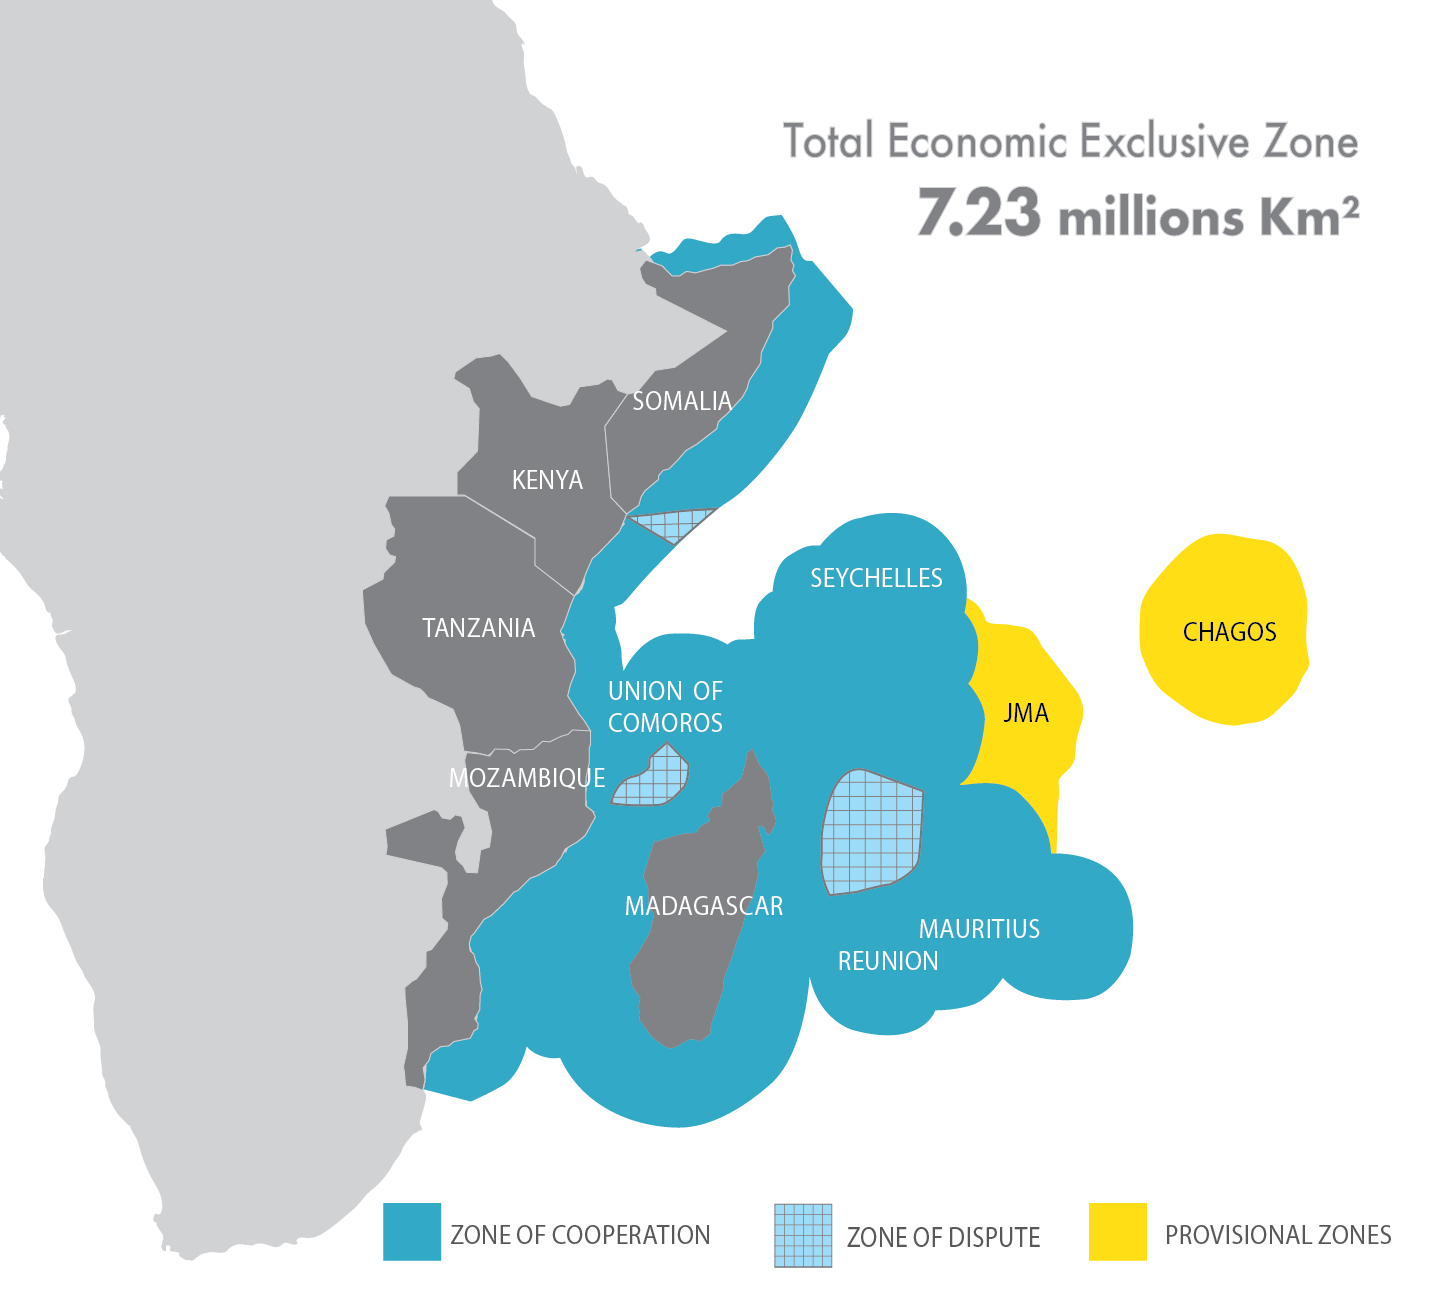 Total Economic Exclusive Zone
7.23 millions Km²
SOMALIA
KENYA
SEYCHELLES
TANZANIA
CHAGOS
UNION OF
COMOROS
JMA
MOZAMBIQUE
MADAGASCAR
MAURITIUS
REUNION
ZONE OF COOPERATION
ZONE OF DISPUTE
PROVISIONAL ZONES